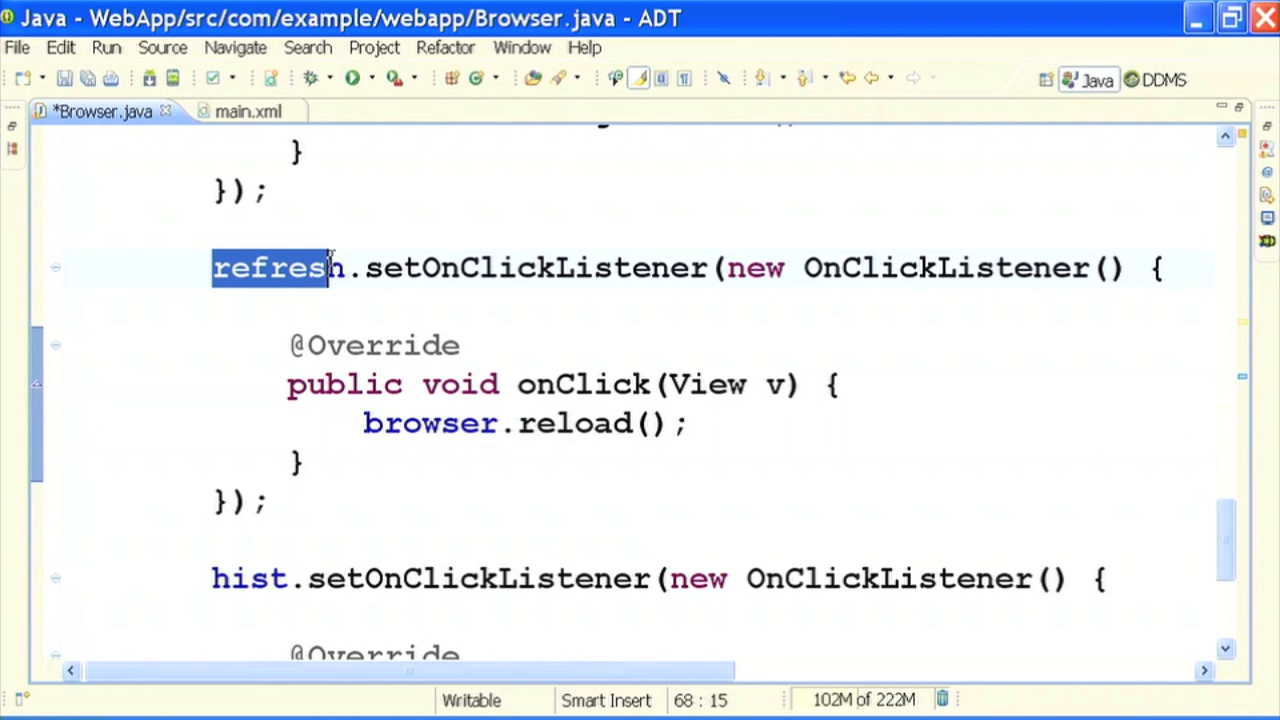 Java - WebApp/src/com/example/webapp/Browser.java - ADT
File Edit Run Source Navigate Search Project Refactor Window Help
Java DDMS
*Browser.java main.xml
}
});
refresh.setOnClickListener(new OnClickListener() {
@Override
public void onClick(View v) {
browser.reload();
}
});
hist.setOnClickListener(new OnClickListener() {
@Override
Writable Smart Insert 68 : 15 102M of 222M